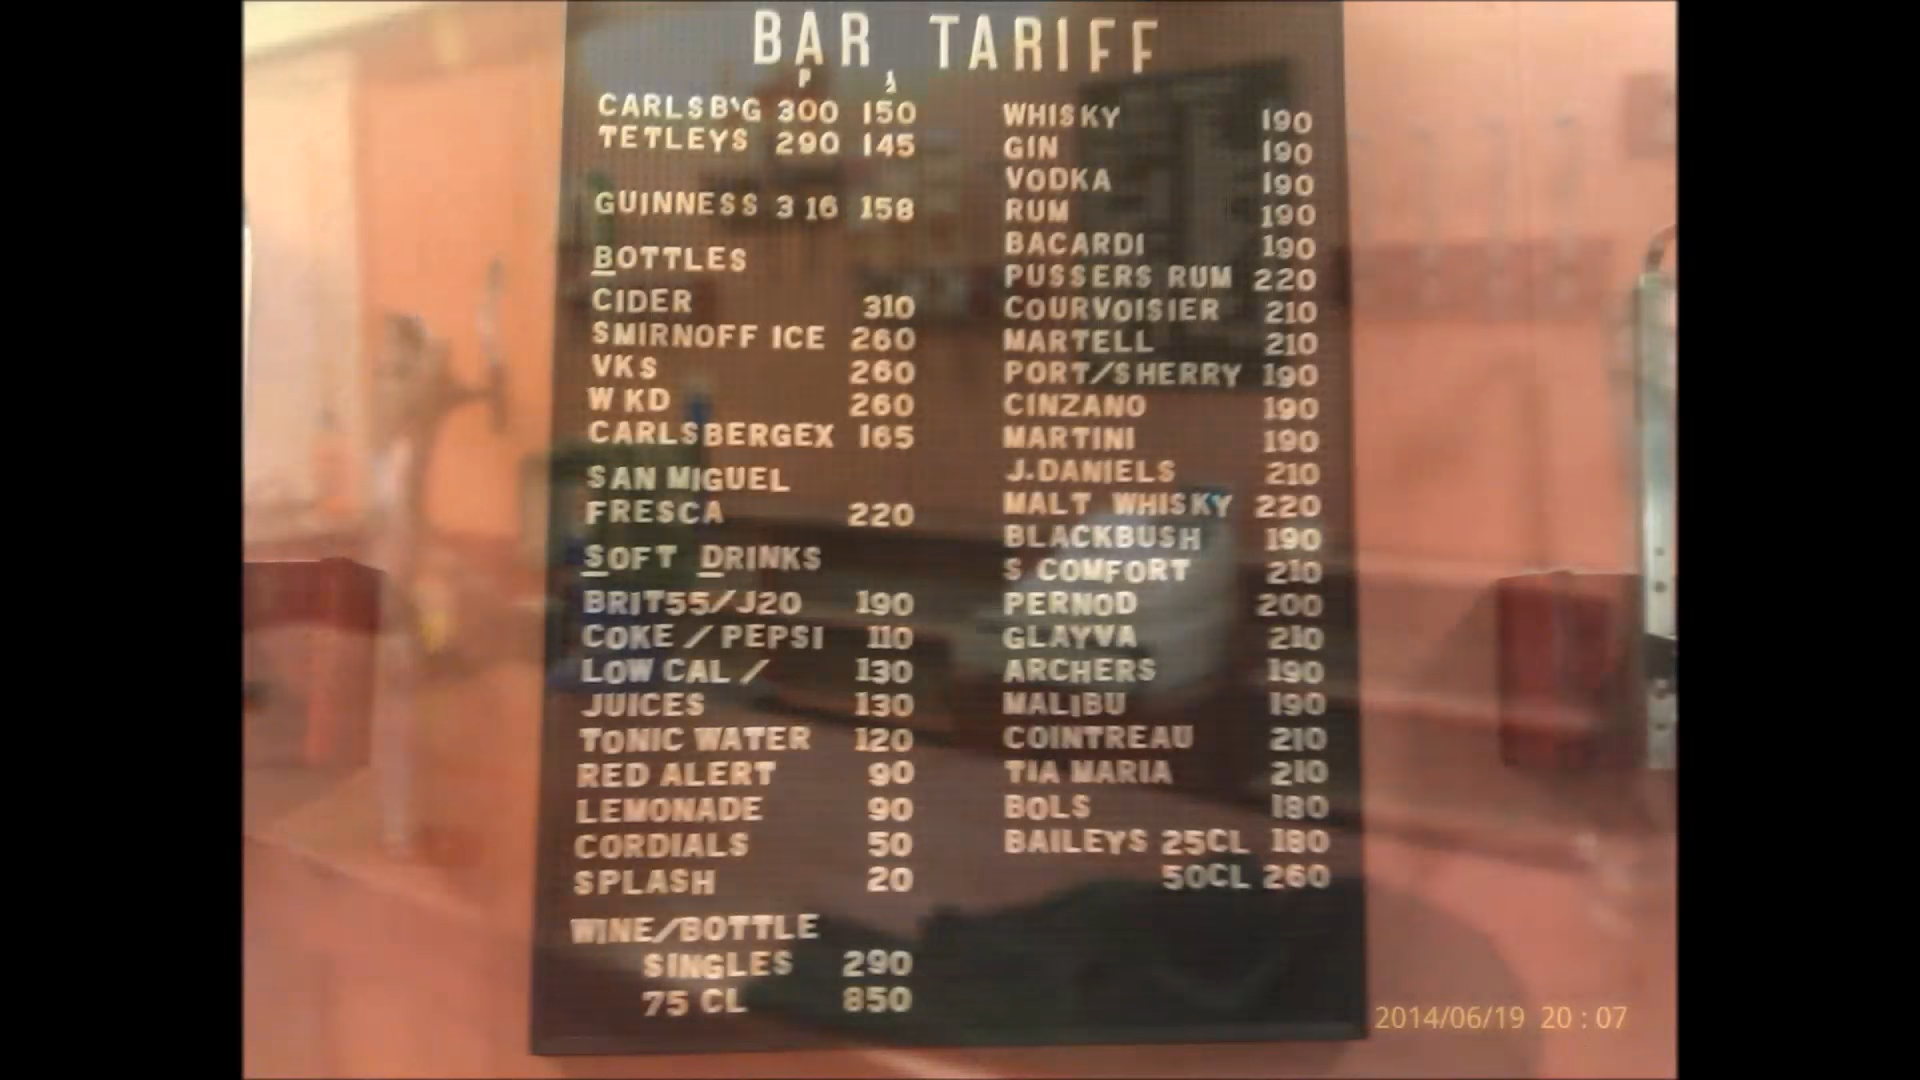 BAR TARIFF
P ½
CARLSB'G 300 150
TETLEYS 290 145
GUINNESS 316 158
BOTTLES
CIDER 310
SMIRNOFF ICE 260
VKS 260
WKD 260
CARLSBERGEX 165
SAN MIGUEL
FRESCA 220
SOFT DRINKS
BRIT55/J20 190
COKE / PEPSI 110
LOW CAL / 130
JUICES 130
TONIC WATER 120
RED ALERT 90
LEMONADE 90
CORDIALS 50
SPLASH 20
WINE/BOTTLE
SINGLES 290
75 CL 850
WHISKY 190
GIN 190
VODKA 190
RUM 190
BACARDI 190
PUSSERS RUM 220
COURVOISIER 210
MARTELL 210
PORT/SHERRY 190
CINZANO 190
MARTINI 190
J.DANIELS 210
MALT WHISKY 220
BLACKBUSH 190
S COMFORT 210
PERNOD 200
GLAYVA 210
ARCHERS 190
MALIBU 190
COINTREAU 210
TIA MARIA 210
BOLS 180
BAILEYS 25CL 180
50CL 260
2014/06/19 20:07